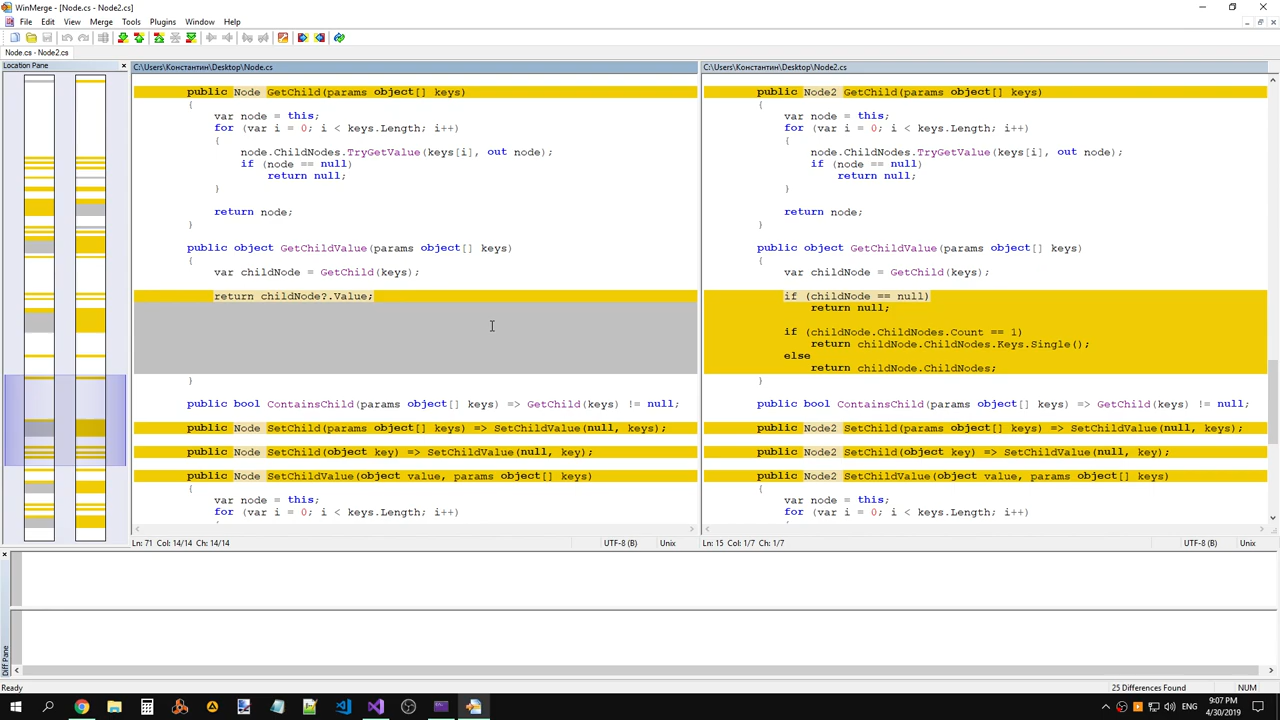 WinMerge - [Node.cs - Node2.cs]
File Edit View Merge Tools Plugins Window Help
Node.cs - Node2.cs
Location Pane
C:\Users\Константин\Desktop\Node.cs
public Node GetChild(params object[] keys)
{
var node = this;
for (var i = 0; i < keys.Length; i++)
{
node.ChildNodes.TryGetValue(keys[i], out node);
if (node == null)
return null;
}
return node;
}
public object GetChildValue(params object[] keys)
{
var childNode = GetChild(keys);
return childNode?.Value;
}
public bool ContainsChild(params object[] keys) => GetChild(keys) != null;
public Node SetChild(params object[] keys) => SetChildValue(null, keys);
public Node SetChild(object key) => SetChildValue(null, key);
public Node SetChildValue(object value, params object[] keys)
{
var node = this;
for (var i = 0; i < keys.Length; i++)
Ln: 71 Col: 14/14 Ch: 14/14
UTF-8 (B)
Unix
C:\Users\Константин\Desktop\Node2.cs
public Node2 GetChild(params object[] keys)
{
var node = this;
for (var i = 0; i < keys.Length; i++)
{
node.ChildNodes.TryGetValue(keys[i], out node);
if (node == null)
return null;
}
return node;
}
public object GetChildValue(params object[] keys)
{
var childNode = GetChild(keys);
if (childNode == null)
return null;
if (childNode.ChildNodes.Count == 1)
return childNode.ChildNodes.Keys.Single();
else
return childNode.ChildNodes;
}
public bool ContainsChild(params object[] keys) => GetChild(keys) != null;
public Node2 SetChild(params object[] keys) => SetChildValue(null, keys);
public Node2 SetChild(object key) => SetChildValue(null, key);
public Node2 SetChildValue(object value, params object[] keys)
{
var node = this;
for (var i = 0; i < keys.Length; i++)
Ln: 15 Col: 1/7 Ch: 1/7
UTF-8 (B)
Unix
Diff Pane
Ready
25 Differences Found
NUM
ENG
9:07 PM
4/30/2019